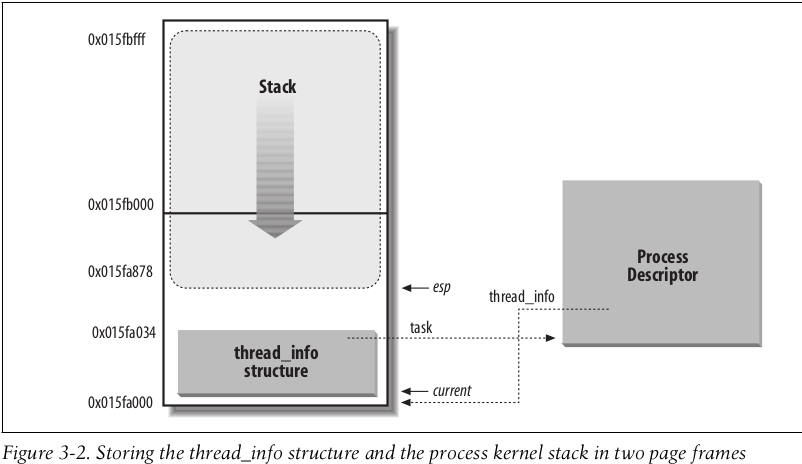 0x015fbfff
Stack
0x015fb000
0x015fa878
esp
thread_info
Process
Descriptor
0x015fa034
task
thread_info
structure
current
0x015fa000
Figure 3-2. Storing the thread_info structure and the process kernel stack in two page frames